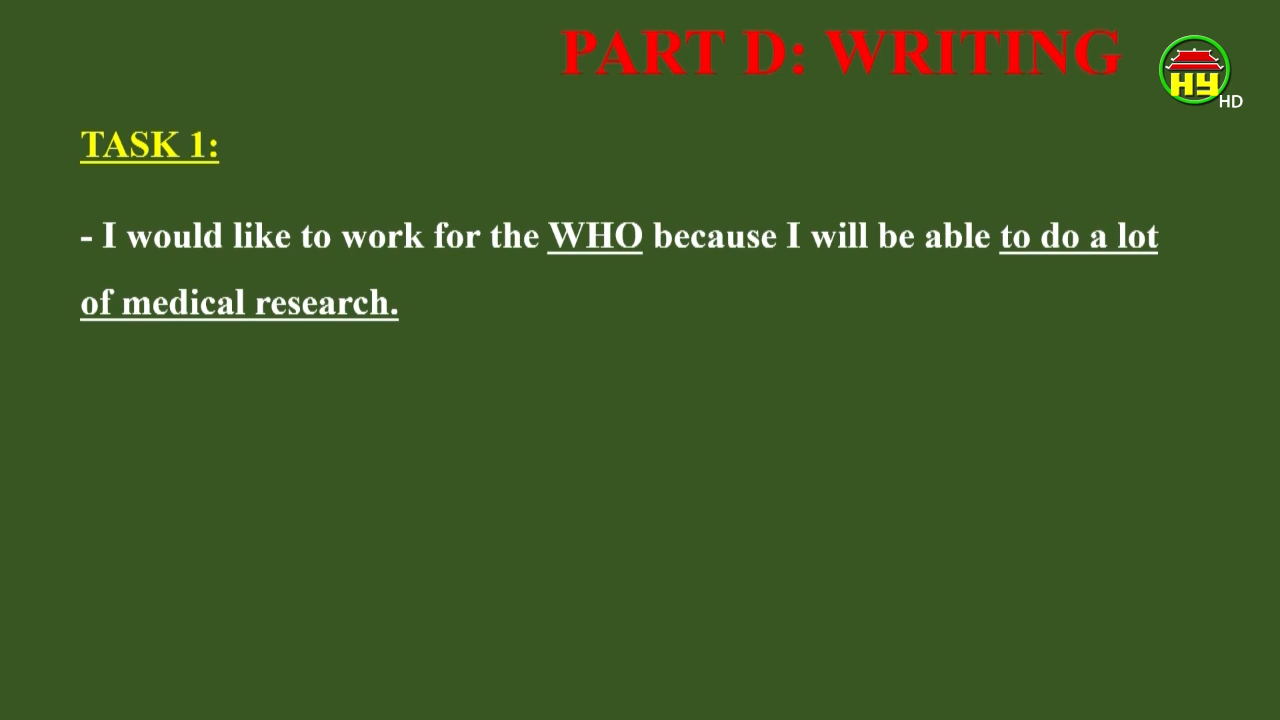 PART D: WRITING
HY
HD
TASK 1:
- I would like to work for the WHO because I will be able to do a lot
of medical research.